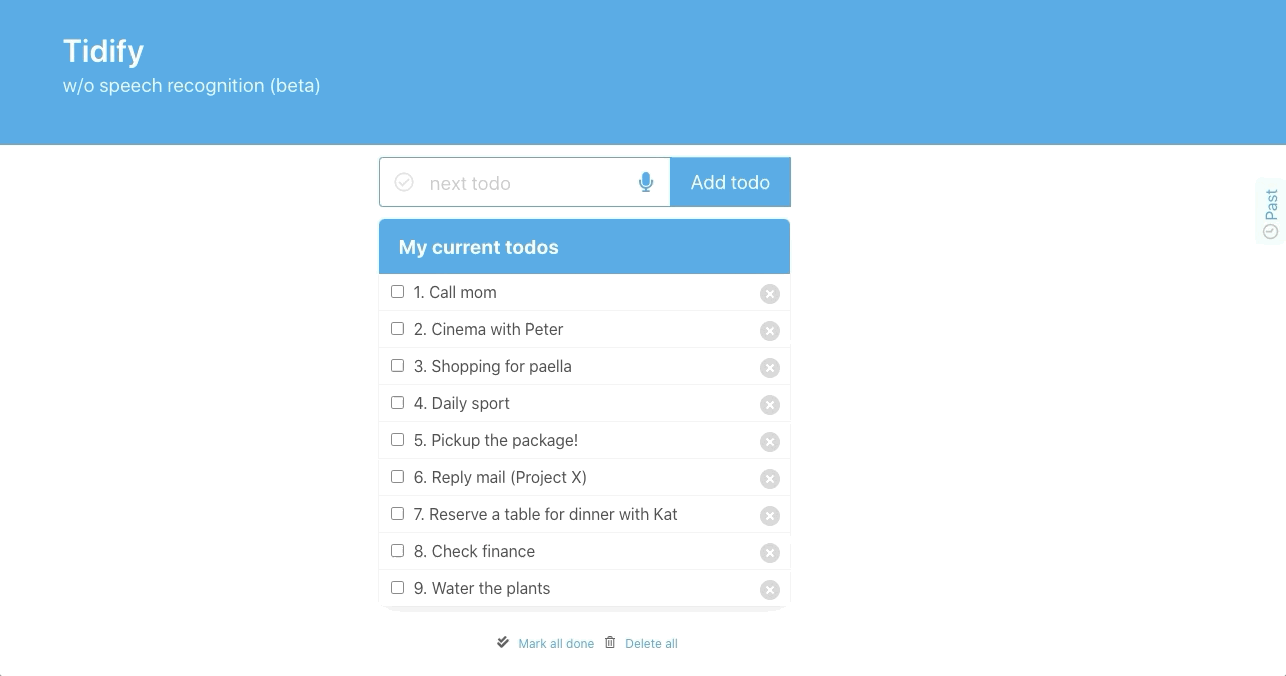 Tidify
w/o speech recognition (beta)
next todo
Add todo
Past
My current todos
1. Call mom
2. Cinema with Peter
3. Shopping for paella
4. Daily sport
5. Pickup the package!
6. Reply mail (Project X)
7. Reserve a table for dinner with Kat
8. Check finance
9. Water the plants
Mark all done Delete all